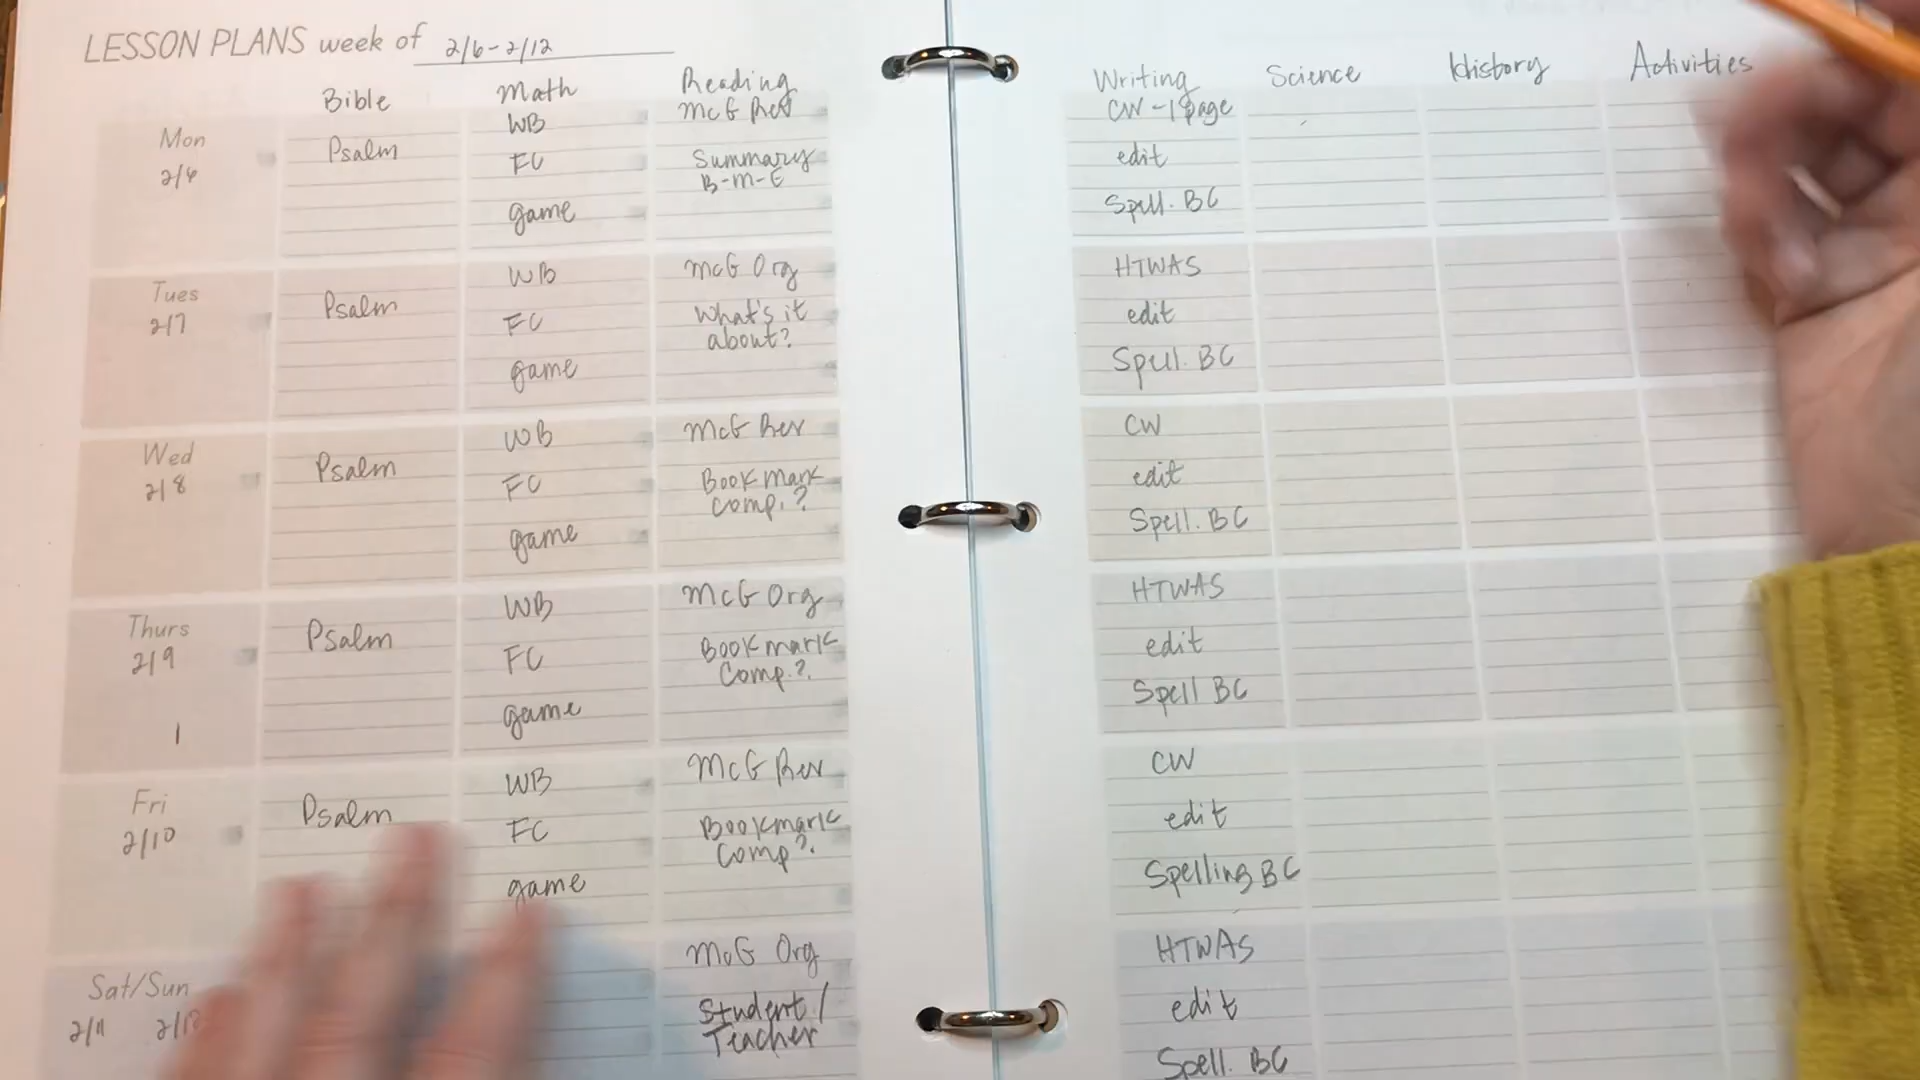 LESSON PLANS week of 2/6-2/12
Bible Math Reading
Mon
2/6
Psalm
WB
FC
game
McG Rev
Summary
B-M-E
Tues
2/7
Psalm
WB
FC
game
McG Org
What's it
about?
Wed
2/8
Psalm
WB
FC
game
McG Rev
Bookmark
Comp.?
Thurs
2/9
Psalm
WB
FC
game
McG Org
Bookmark
Comp.?
Fri
2/10
Psalm
WB
FC
game
McG Rev
Bookmark
Comp?.
Sat/Sun
2/11
McG Org
Student/
Teacher
Writing Science History Activities
CW-1 page
edit
Spell. BC
HTWAS
edit
Spell. BC
CW
edit
Spell. BC
HTWAS
edit
Spell BC
CW
edit
Spelling BC
HTWAS
edit
Spell. BC